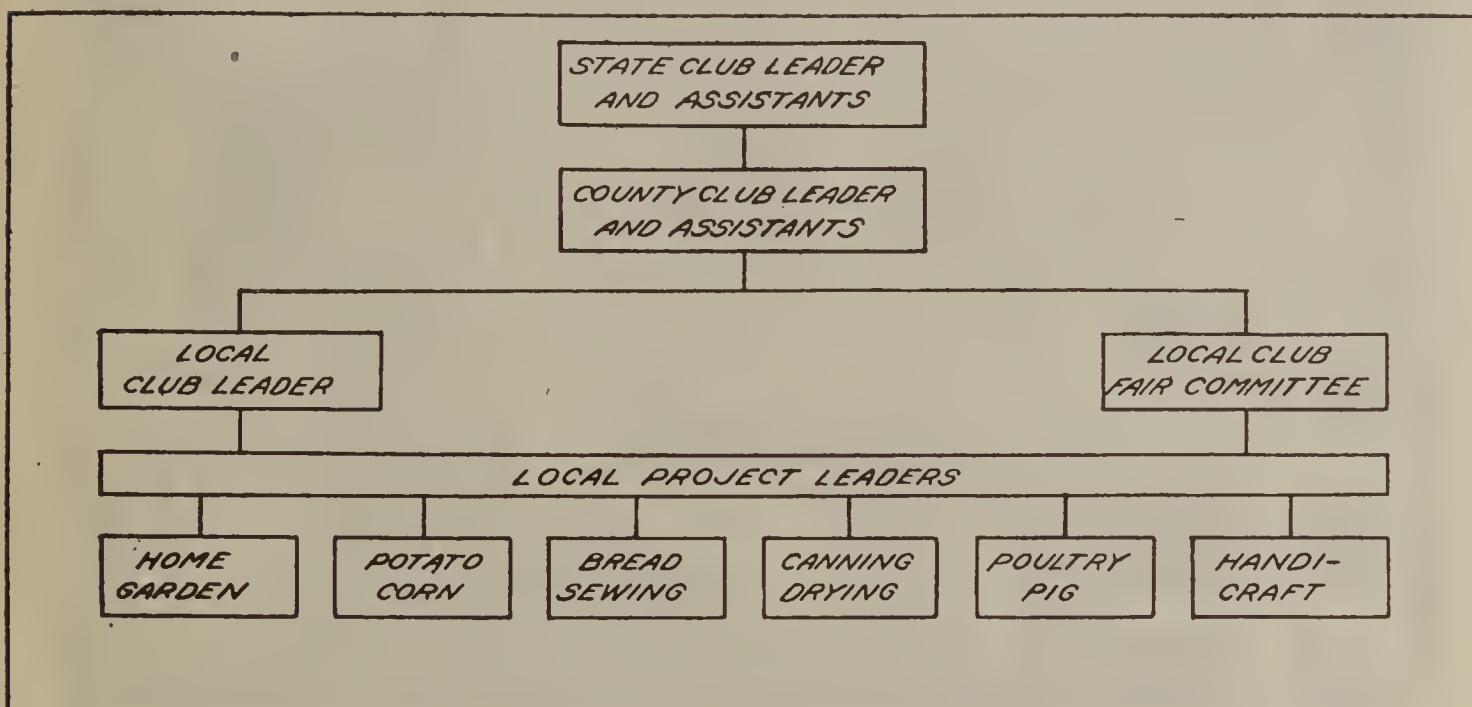 STATE CLUB LEADER
AND ASSISTANTS
COUNTY CLUB LEADER
AND ASSISTANTS
LOCAL
CLUB LEADER
LOCAL CLUB
FAIR COMMITTEE
LOCAL PROJECT LEADERS
HOME
GARDEN
POTATO
CORN
BREAD
SEWING
CANNING
DRYING
POULTRY
PIG
HANDI-
CRAFT